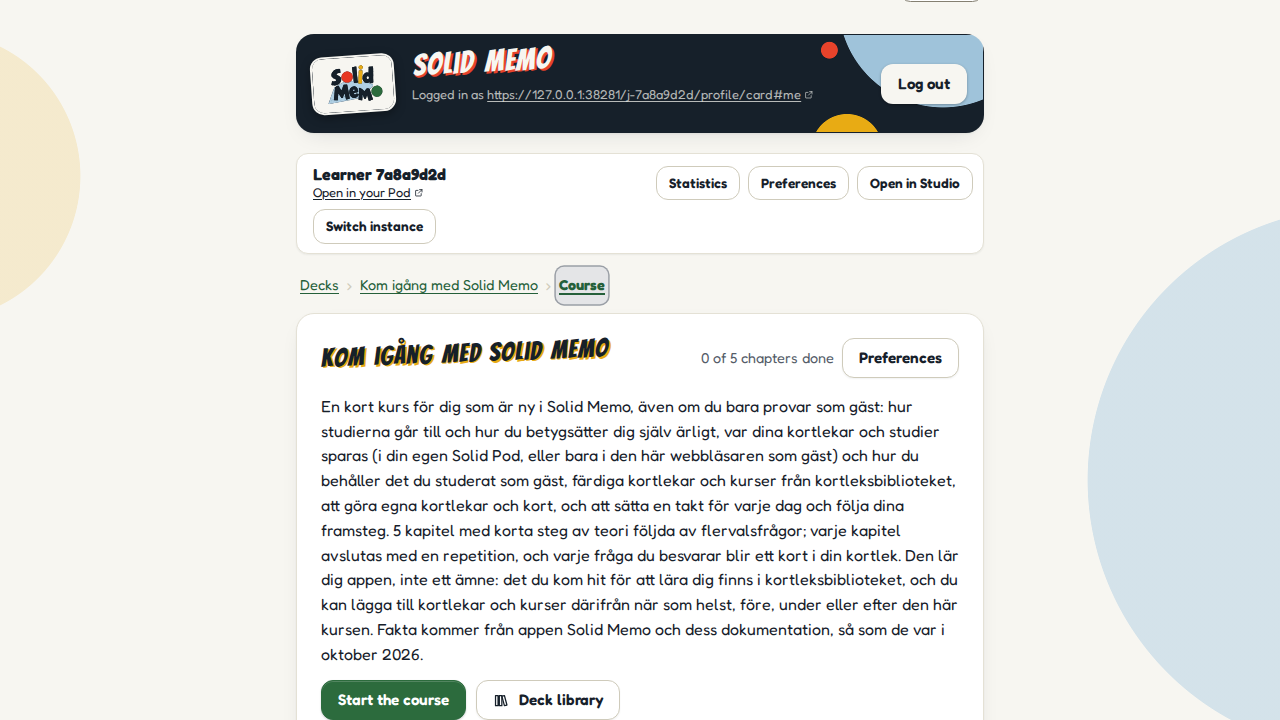 Solid Memo
SOLID MEMO
Logged in as https://127.0.0.1:38281/j-7a8a9d2d/profile/card#me
Log out
Learner 7a8a9d2d
Open in your Pod
Statistics
Preferences
Open in Studio
Switch instance
Decks › Kom igång med Solid Memo › Course
KOM IGÅNG MED SOLID MEMO
0 of 5 chapters done
Preferences
En kort kurs för dig som är ny i Solid Memo, även om du bara provar som gäst: hur
studierna går till och hur du betygsätter dig själv ärligt, var dina kortlekar och studier
sparas (i din egen Solid Pod, eller bara i den här webbläsaren som gäst) och hur du
behåller det du studerat som gäst, färdiga kortlekar och kurser från kortleksbiblioteket,
att göra egna kortlekar och kort, och att sätta en takt för varje dag och följa dina
framsteg. 5 kapitel med korta steg av teori följda av flervalsfrågor; varje kapitel
avslutas med en repetition, och varje fråga du besvarar blir ett kort i din kortlek. Den lär
dig appen, inte ett ämne: det du kom hit för att lära dig finns i kortleksbiblioteket, och du
kan lägga till kortlekar och kurser därifrån när som helst, före, under eller efter den här
kursen. Fakta kommer från appen Solid Memo och dess dokumentation, så som de var i
oktober 2026.
Start the course
Deck library